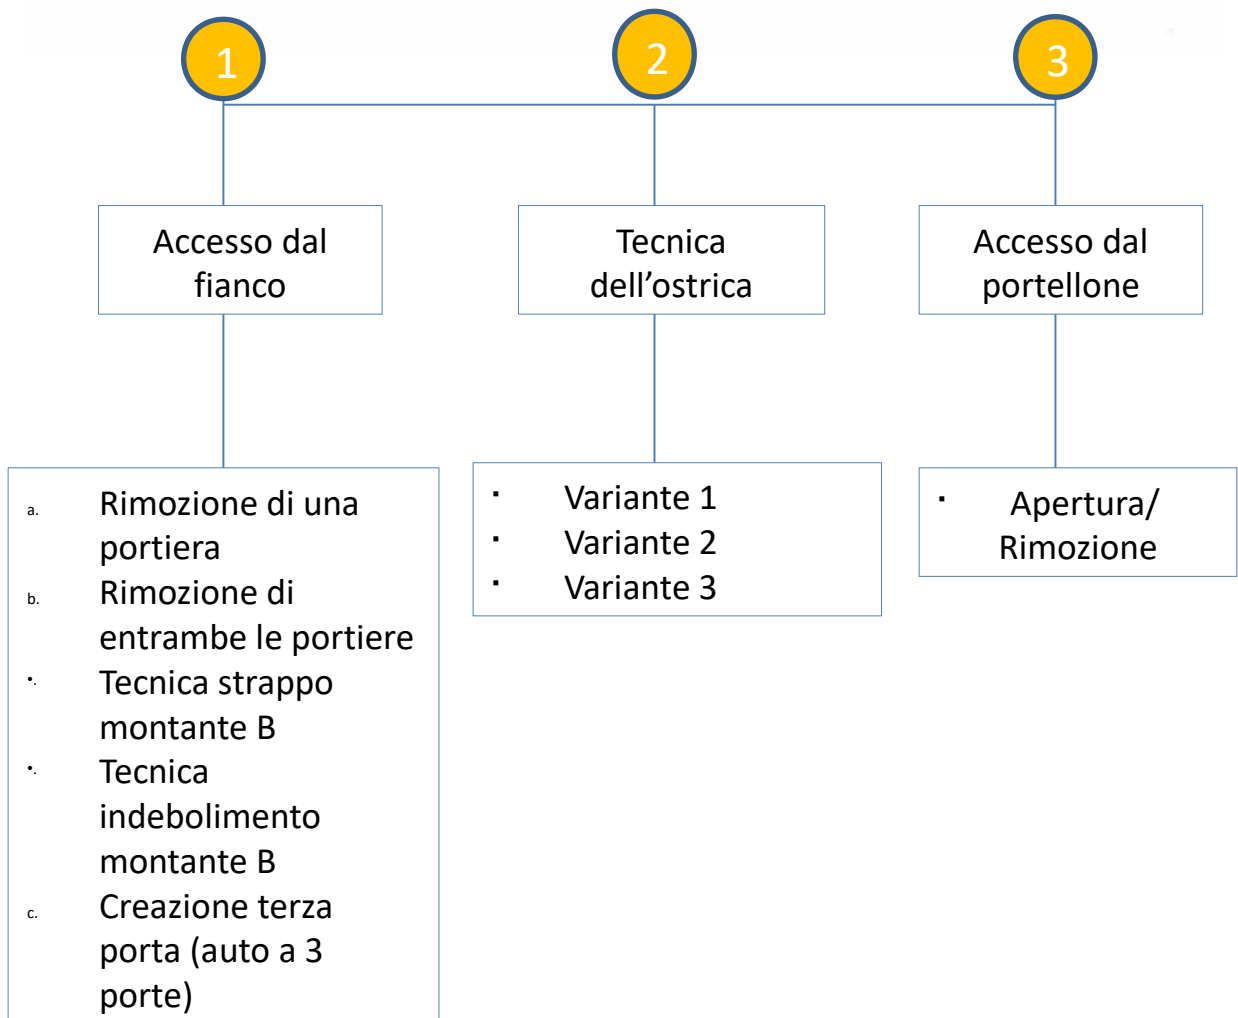 1
2
3
Accesso dal
fianco
Tecnica
dell’ostrica
Accesso dal
portellone
a. Rimozione di una
portiera
b. Rimozione di
entrambe le portiere
•. Tecnica strappo
montante B
•. Tecnica
indebolimento
montante B
c. Creazione terza
porta (auto a 3
porte)
▪ Variante 1
▪ Variante 2
▪ Variante 3
▪ Apertura/
Rimozione